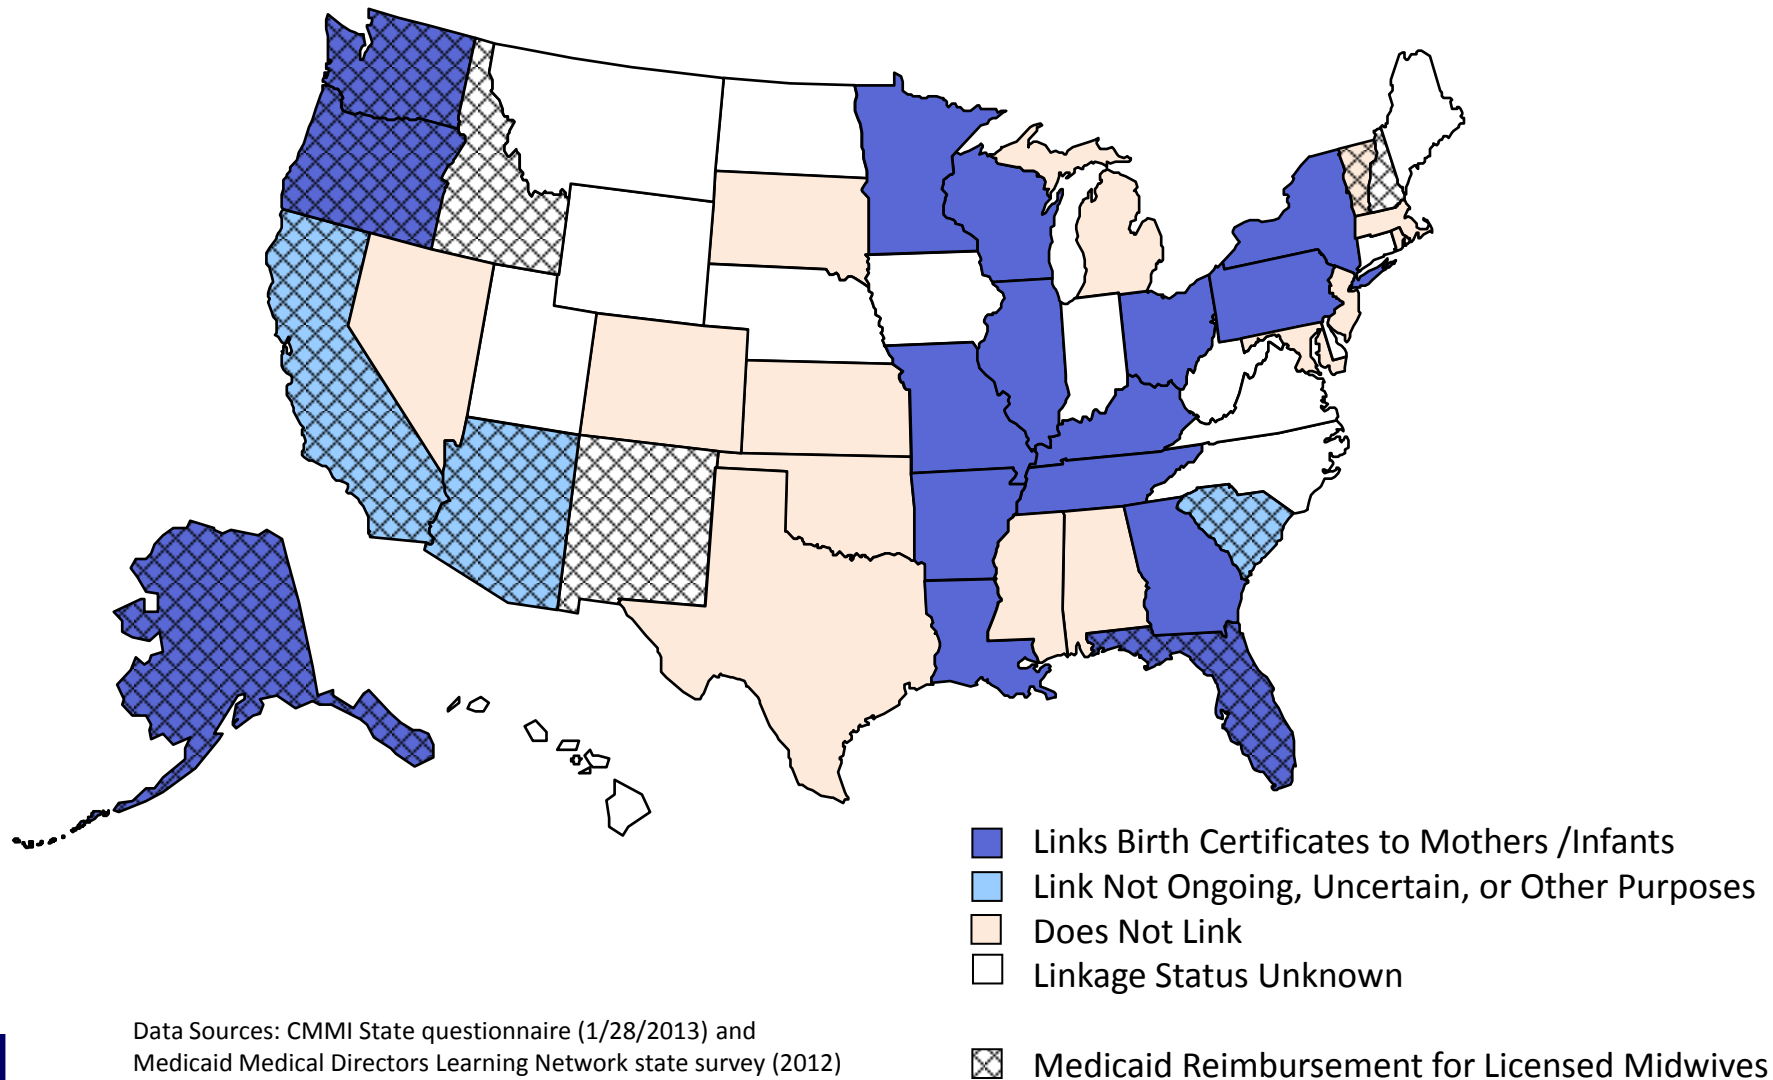 Links Birth Certificates to Mothers /Infants
Link Not Ongoing, Uncertain, or Other Purposes
Does Not Link
Linkage Status Unknown
Data Sources: CMMI State questionnaire (1/28/2013) and
Medicaid Medical Directors Learning Network state survey (2012)
Medicaid Reimbursement for Licensed Midwives